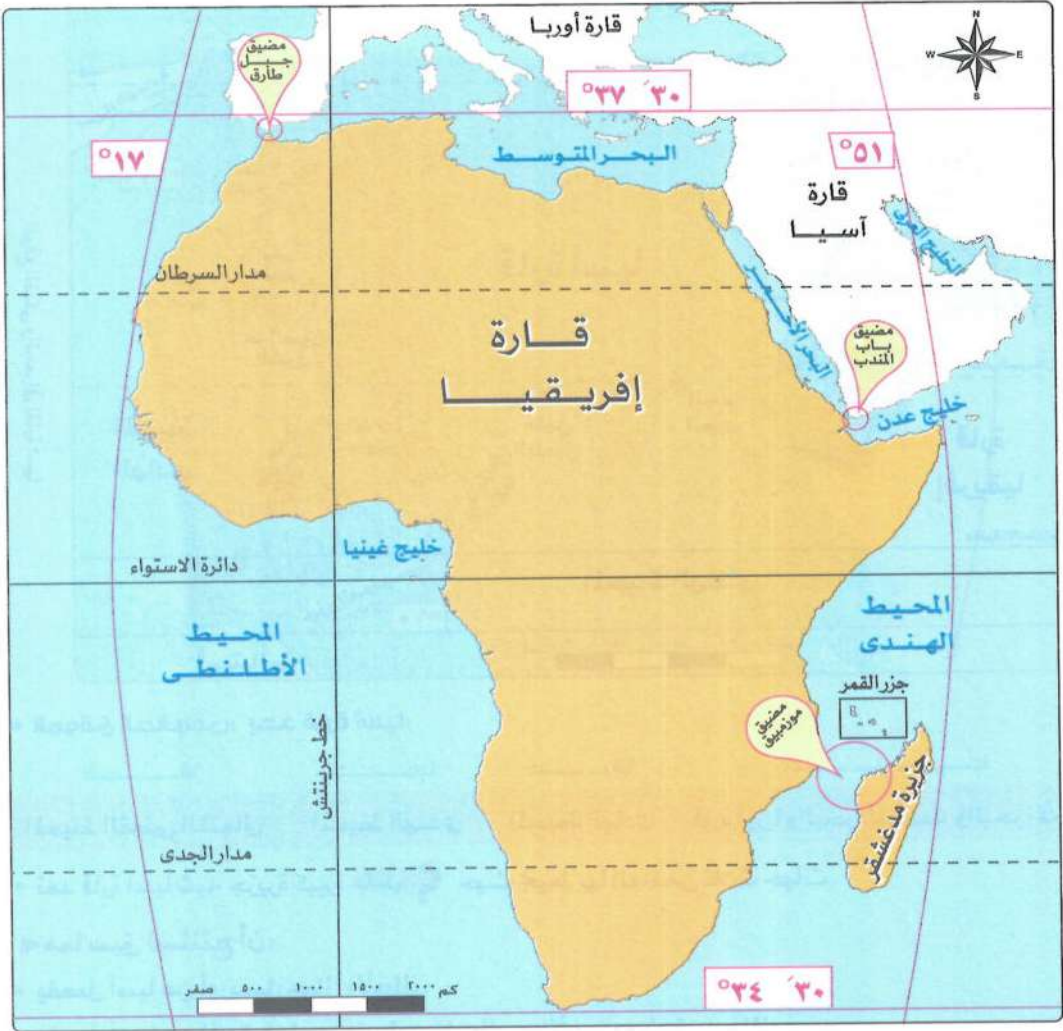 قارة أوربا
N
W
E
S
مضيق
جبل
طارق
٣٧° ٣٠´
١٧°
٥١°
البحر المتوسط
قارة
آسيا
الخليج العربى
مدار السرطان
قارة
إفريقيا
البحر الأحمر
مضيق
باب
المندب
خليج عدن
خليج غينيا
دائرة الاستواء
المحيط
الهندى
المحيط
الأطلنطى
جزر القمر
مضيق
موزمبيق
جزيرة مدغشقر
خط جرينتش
مدار الجدى
صفر ٥٠٠ ١٠٠٠ ١٥٠٠ ٢٠٠٠ كم
٣٤° ٣٠´